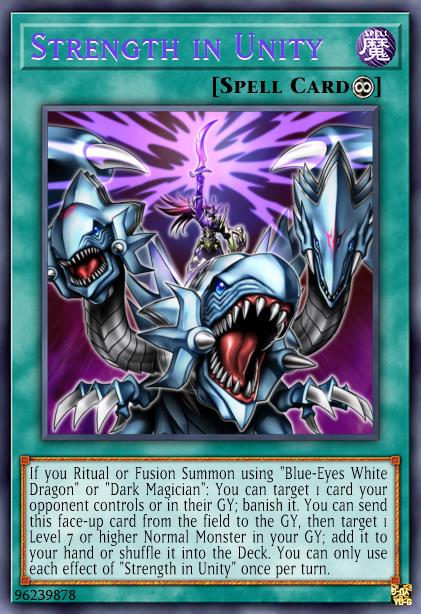 Strength in Unity
SPELL
魔
[Spell Card]
If you Ritual or Fusion Summon using "Blue-Eyes White
Dragon" or "Dark Magician": You can target 1 card your
opponent controls or in their GY; banish it. You can send
this face-up card from the field to the GY, then target 1
Level 7 or higher Normal Monster in your GY; add it to
your hand or shuffle it into the Deck. You can only use
each effect of "Strength in Unity" once per turn.
96239878